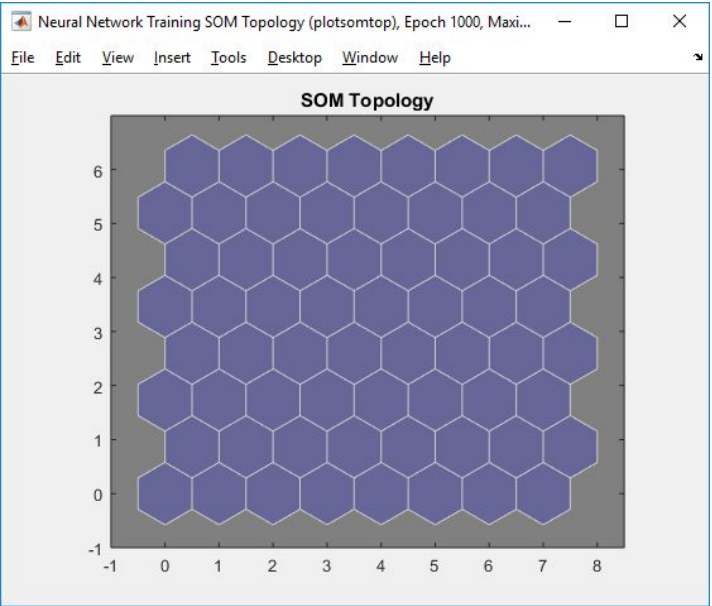 Neural Network Training SOM Topology (plotsomtop), Epoch 1000, Maxi...
File Edit View Insert Tools Desktop Window Help
SOM Topology
6
5
4
3
2
1
0
-1
-1 0 1 2 3 4 5 6 7 8